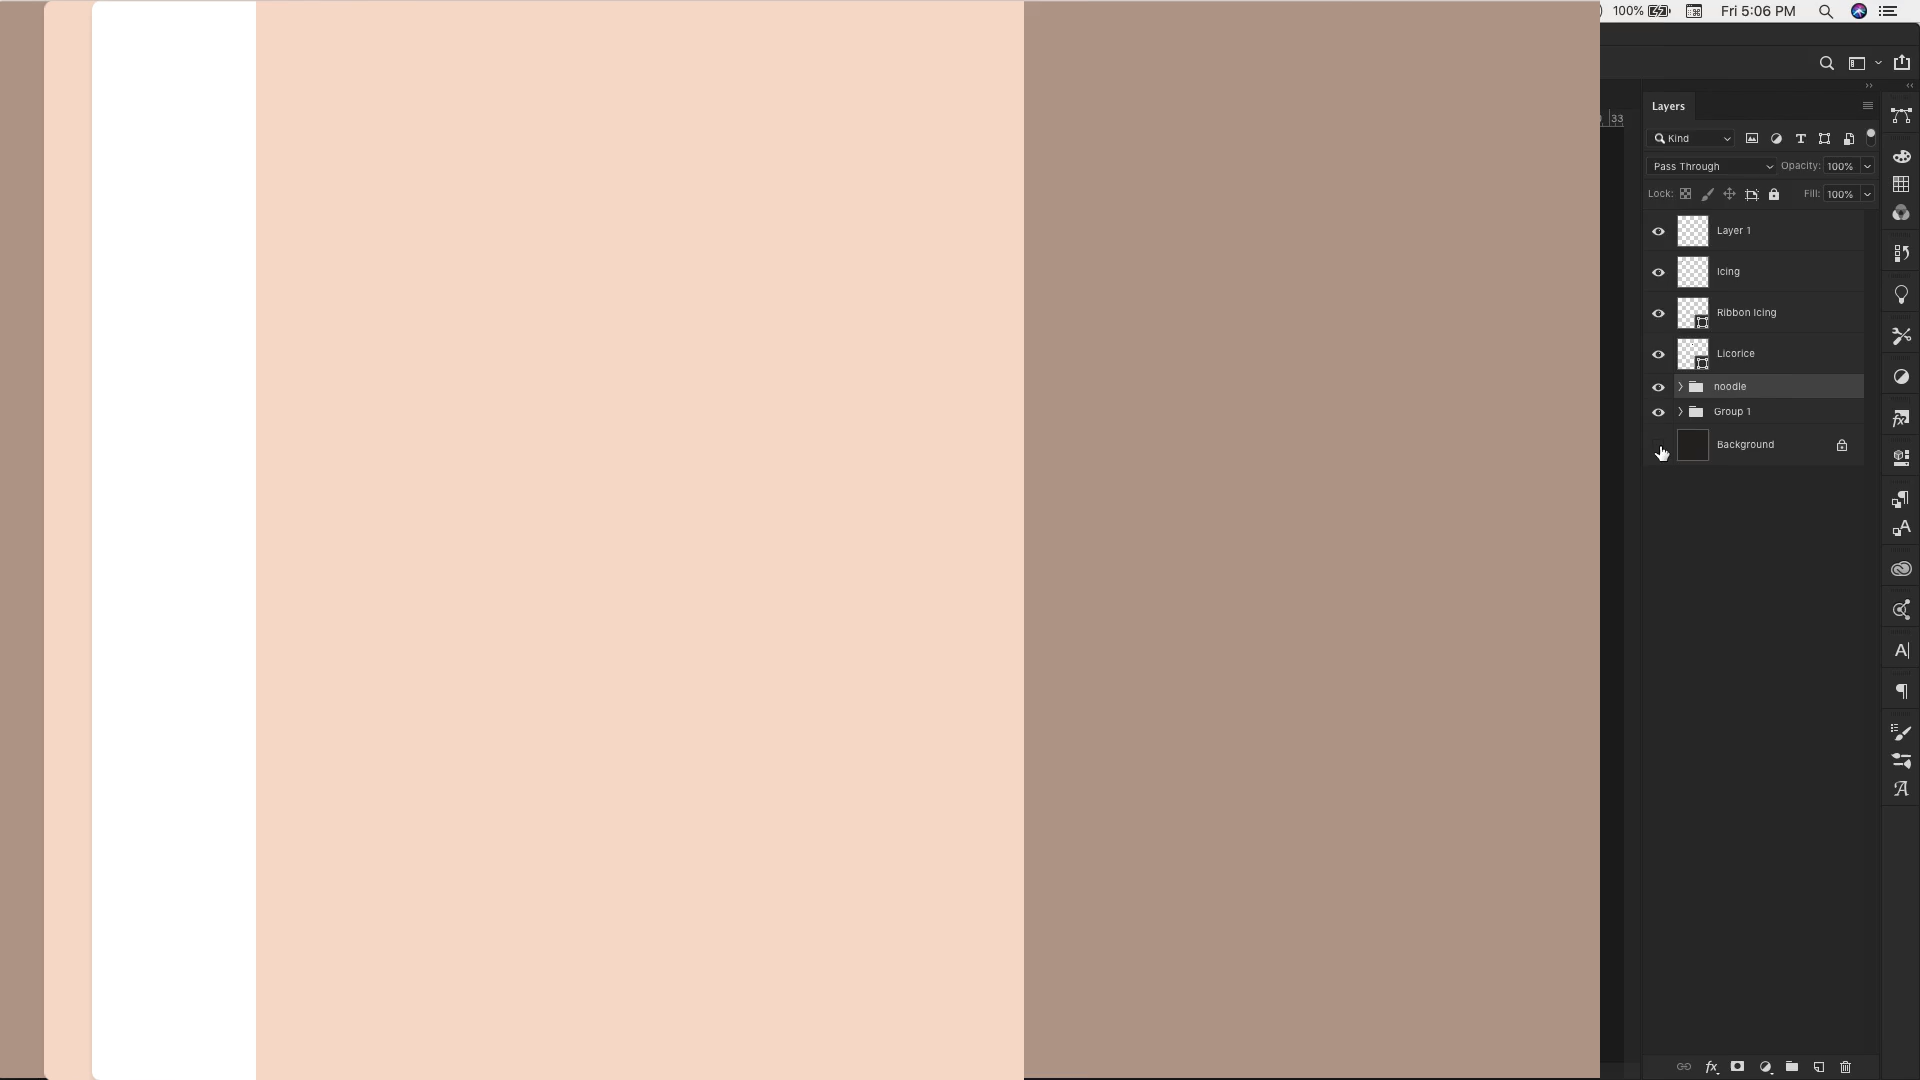 100%
Fri 5:06 PM
33
Layers
Kind
Pass Through
Opacity: 100%
Lock:
Fill: 100%
Layer 1
Icing
Ribbon Icing
Licorice
noodle
Group 1
Background